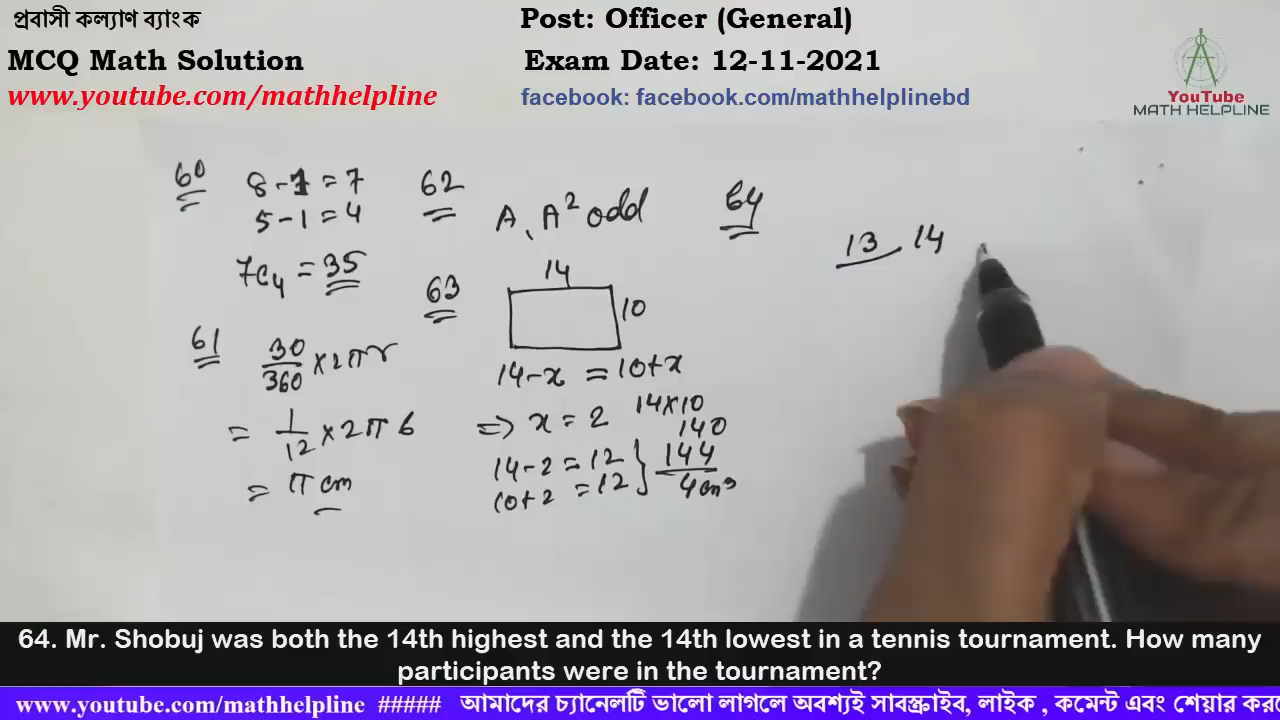 প্রবাসী কল্যাণ ব্যাংক
Post: Officer (General)
MCQ Math Solution
Exam Date: 12-11-2021
www.youtube.com/mathhelpline
facebook: facebook.com/mathhelplinebd
YouTube
MATH HELPLINE
60
8-1=7
5-1=4
7C4 = 35
61
30/360 × 2πr
= 1/12 × 2π6
= π cm
62
A, A² odd
63
14
10
14-x = 10+x
=> x = 2
14×10
140
14-2 = 12
10+2 = 12
} 144
4cm²
64
13 14
64. Mr. Shobuj was both the 14th highest and the 14th lowest in a tennis tournament. How many
participants were in the tournament?
www.youtube.com/mathhelpline ##### আমাদের চ্যানেলটি ভালো লাগলে অবশ্যই সাবস্ক্রাইব, লাইক , কমেন্ট এবং শেয়ার